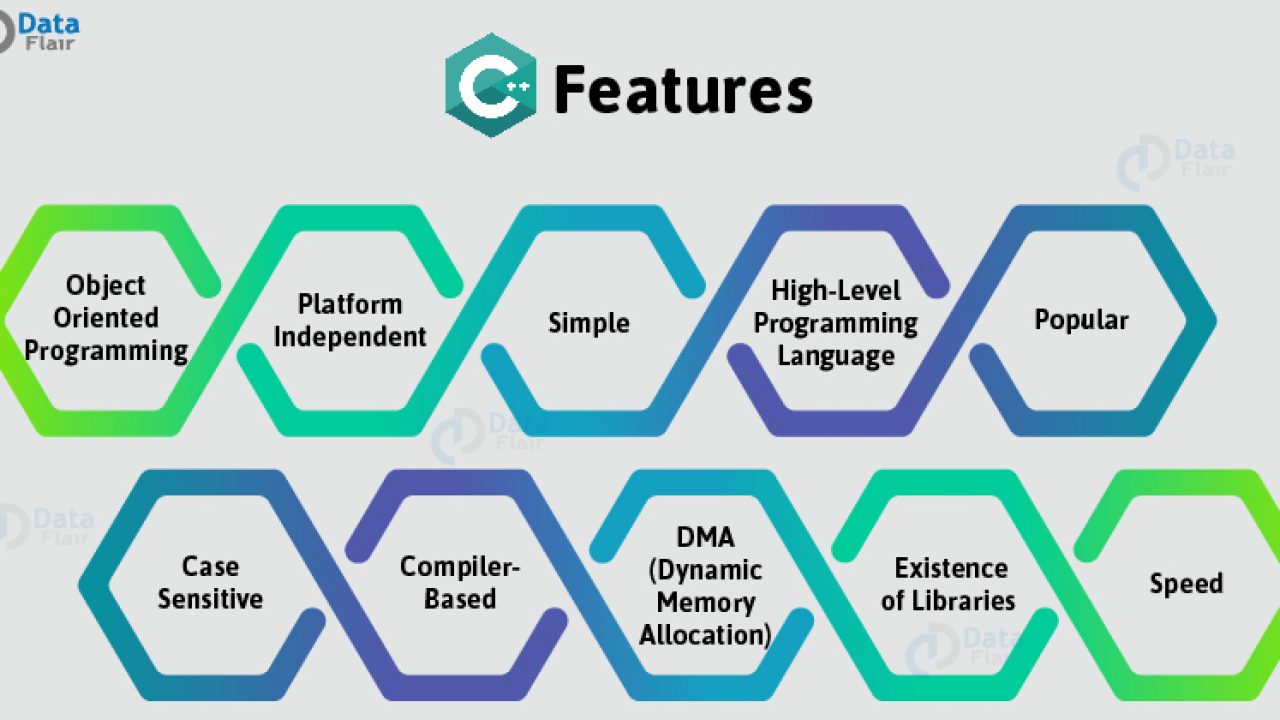 Data
Flair
C++ Features
Data
Flair
Object
Oriented
Programming
Platform
Independent
Simple
High-Level
Programming
Language
Popular
Data
Flair
Data
Flair
Case
Sensitive
Compiler-
Based
DMA
(Dynamic
Memory
Allocation)
Existence
of Libraries
Speed
Data
Flair